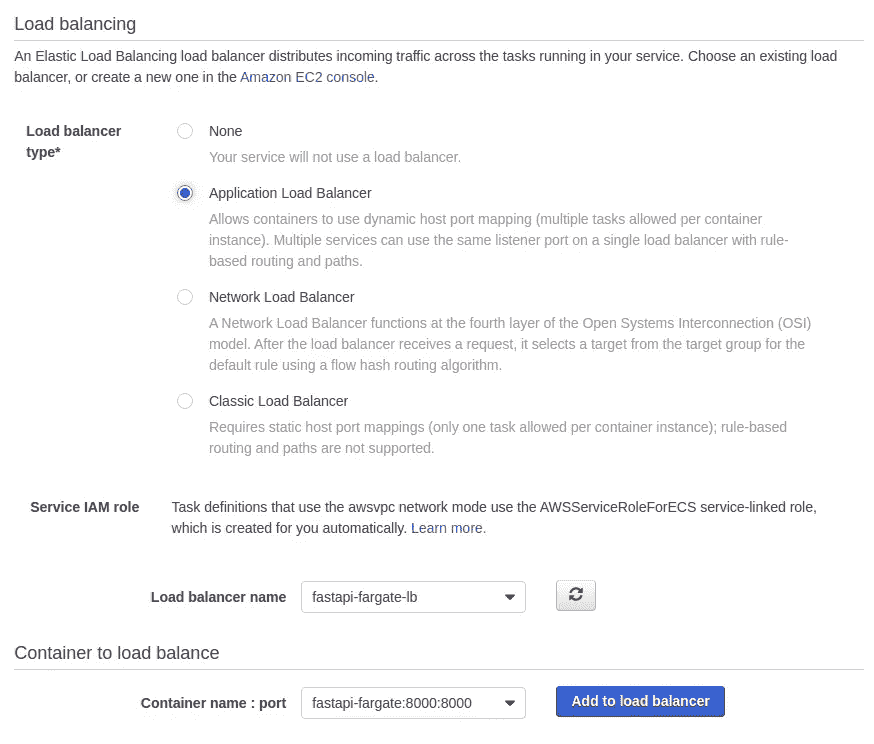 Load balancing
An Elastic Load Balancing load balancer distributes incoming traffic across the tasks running in your service. Choose an existing load
balancer, or create a new one in the Amazon EC2 console.
Load balancer
type*
None
Your service will not use a load balancer.
Application Load Balancer
Allows containers to use dynamic host port mapping (multiple tasks allowed per container
instance). Multiple services can use the same listener port on a single load balancer with rule-
based routing and paths.
Network Load Balancer
A Network Load Balancer functions at the fourth layer of the Open Systems Interconnection (OSI)
model. After the load balancer receives a request, it selects a target from the target group for the
default rule using a flow hash routing algorithm.
Classic Load Balancer
Requires static host port mappings (only one task allowed per container instance); rule-based
routing and paths are not supported.
Service IAM role
Task definitions that use the awsvpc network mode use the AWSServiceRoleForECS service-linked role,
which is created for you automatically. Learn more.
Load balancer name fastapi-fargate-lb
Container to load balance
Container name : port fastapi-fargate:8000:8000 Add to load balancer